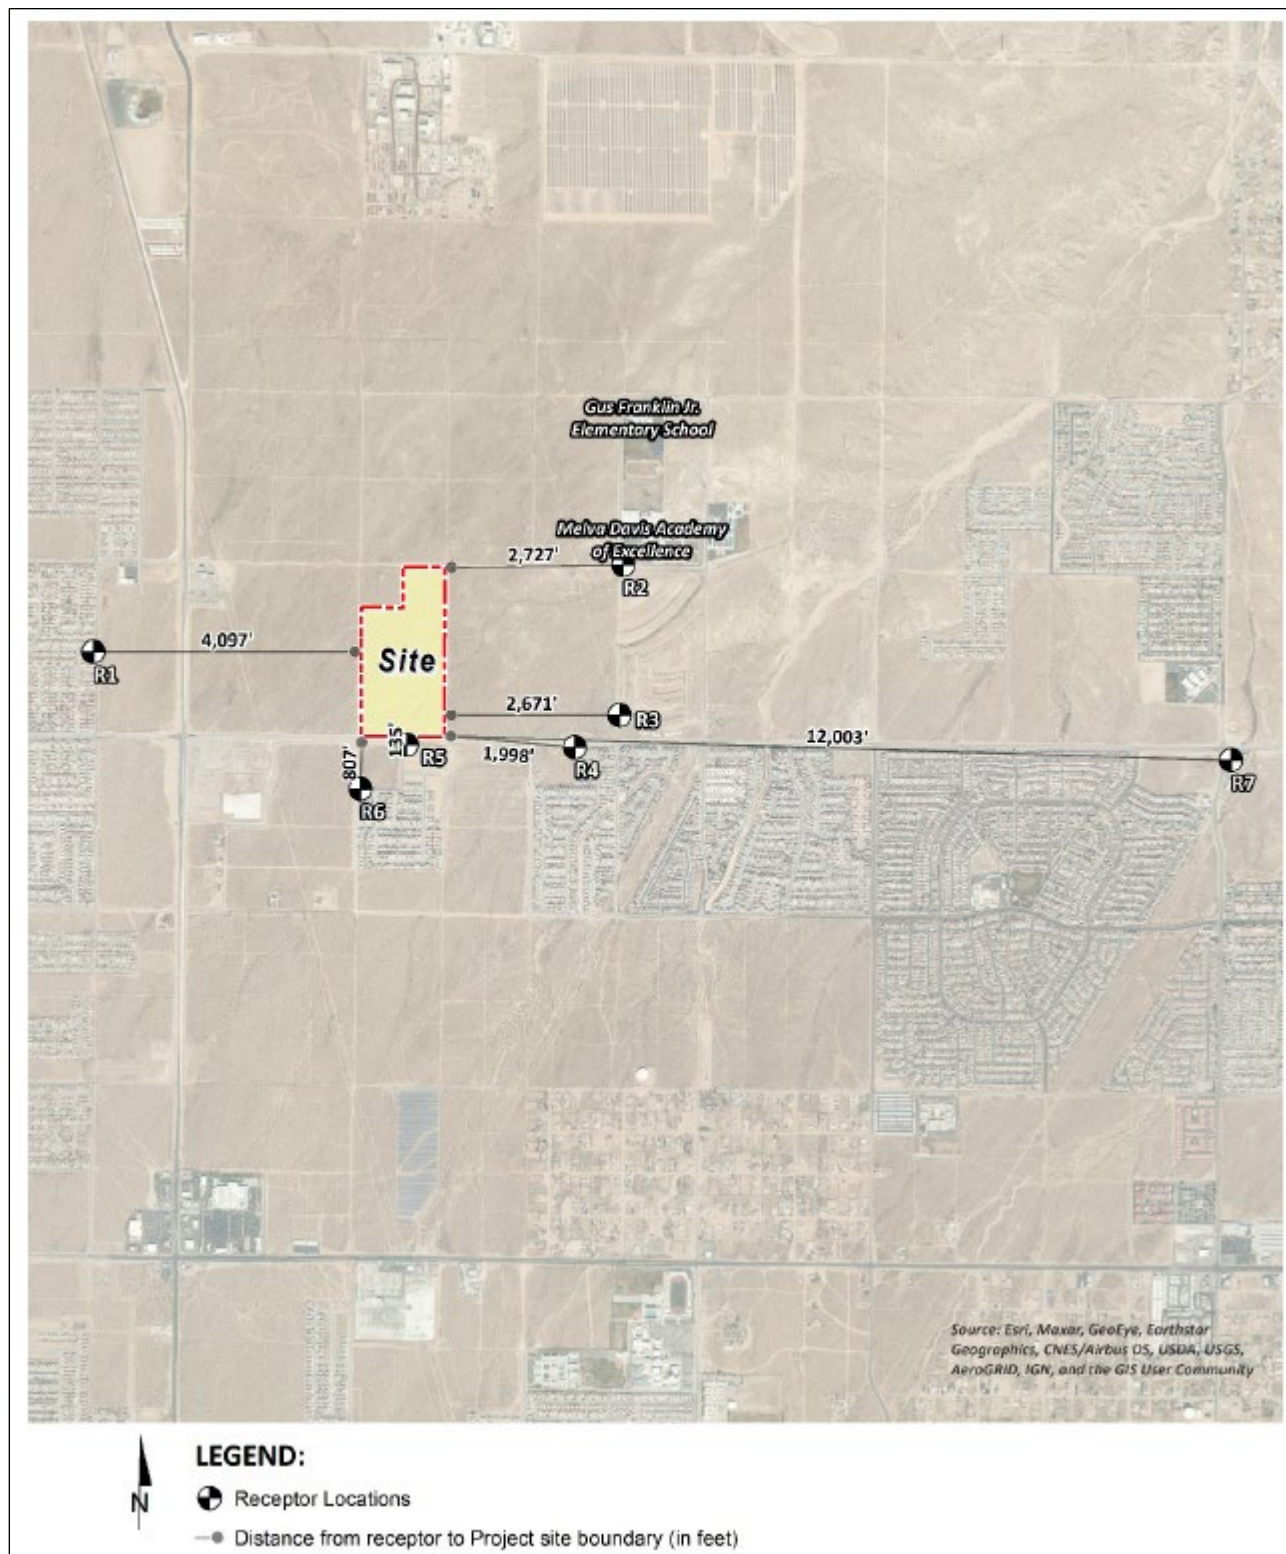 Gus Franklin Jr.
Elementary School
Melva Davis Academy
of Excellence
2,727'
R2
4,097'
R1
Site
2,671'
R3
135'
R5
1,998'
R4
12,003'
R7
807'
R6
Source: Esri, Maxar, GeoEye, Earthstar
Geographics, CNES/Airbus DS, USDA, USGS,
AeroGRID, IGN, and the GIS User Community
N
LEGEND:
Receptor Locations
Distance from receptor to Project site boundary (in feet)